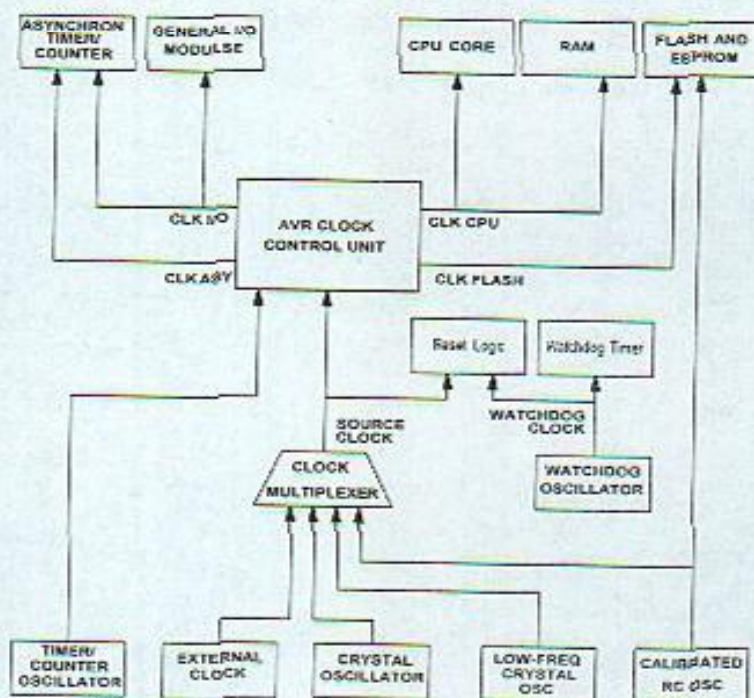 ASYNCHRON
TIMER/
COUNTER
GENERAL I/O
MODULSE
CPU CORE
RAM
FLASH AND
EEPROM
CLK I/O
AVR CLOCK
CONTROL UNIT
CLK CPU
CLK ASY
CLK FLASH
Reset Logic
Watchdog Timer
SOURCE
CLOCK
WATCHDOG
CLOCK
CLOCK
MULTIPLEXER
WATCHDOG
OSCILLATOR
TIMER/
COUNTER
OSCILLATOR
EXTERNAL
CLOCK
CRYSTAL
OSCILLATOR
LOW-FREQ
CRYSTAL
OSC
CALIBRATED
RC OSC